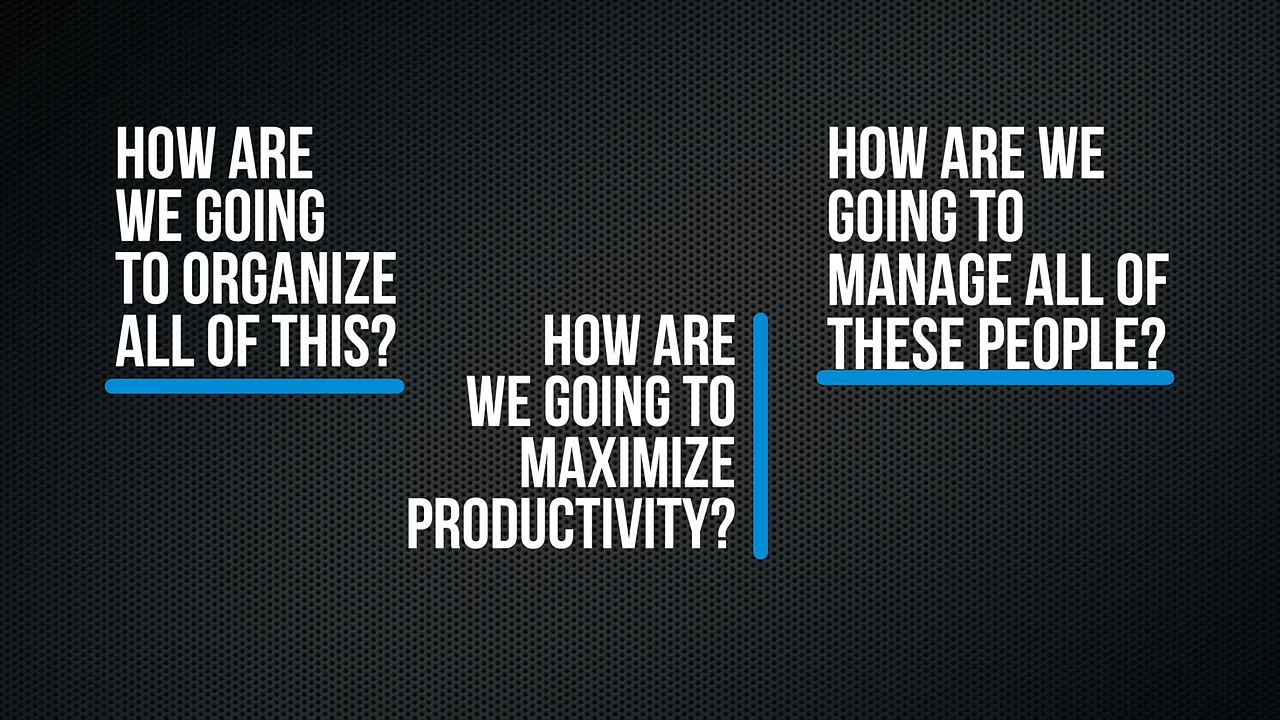 HOW ARE
WE GOING
TO ORGANIZE
ALL OF THIS?
HOW ARE
WE GOING TO
MAXIMIZE
PRODUCTIVITY?
HOW ARE WE
GOING TO
MANAGE ALL OF
THESE PEOPLE?